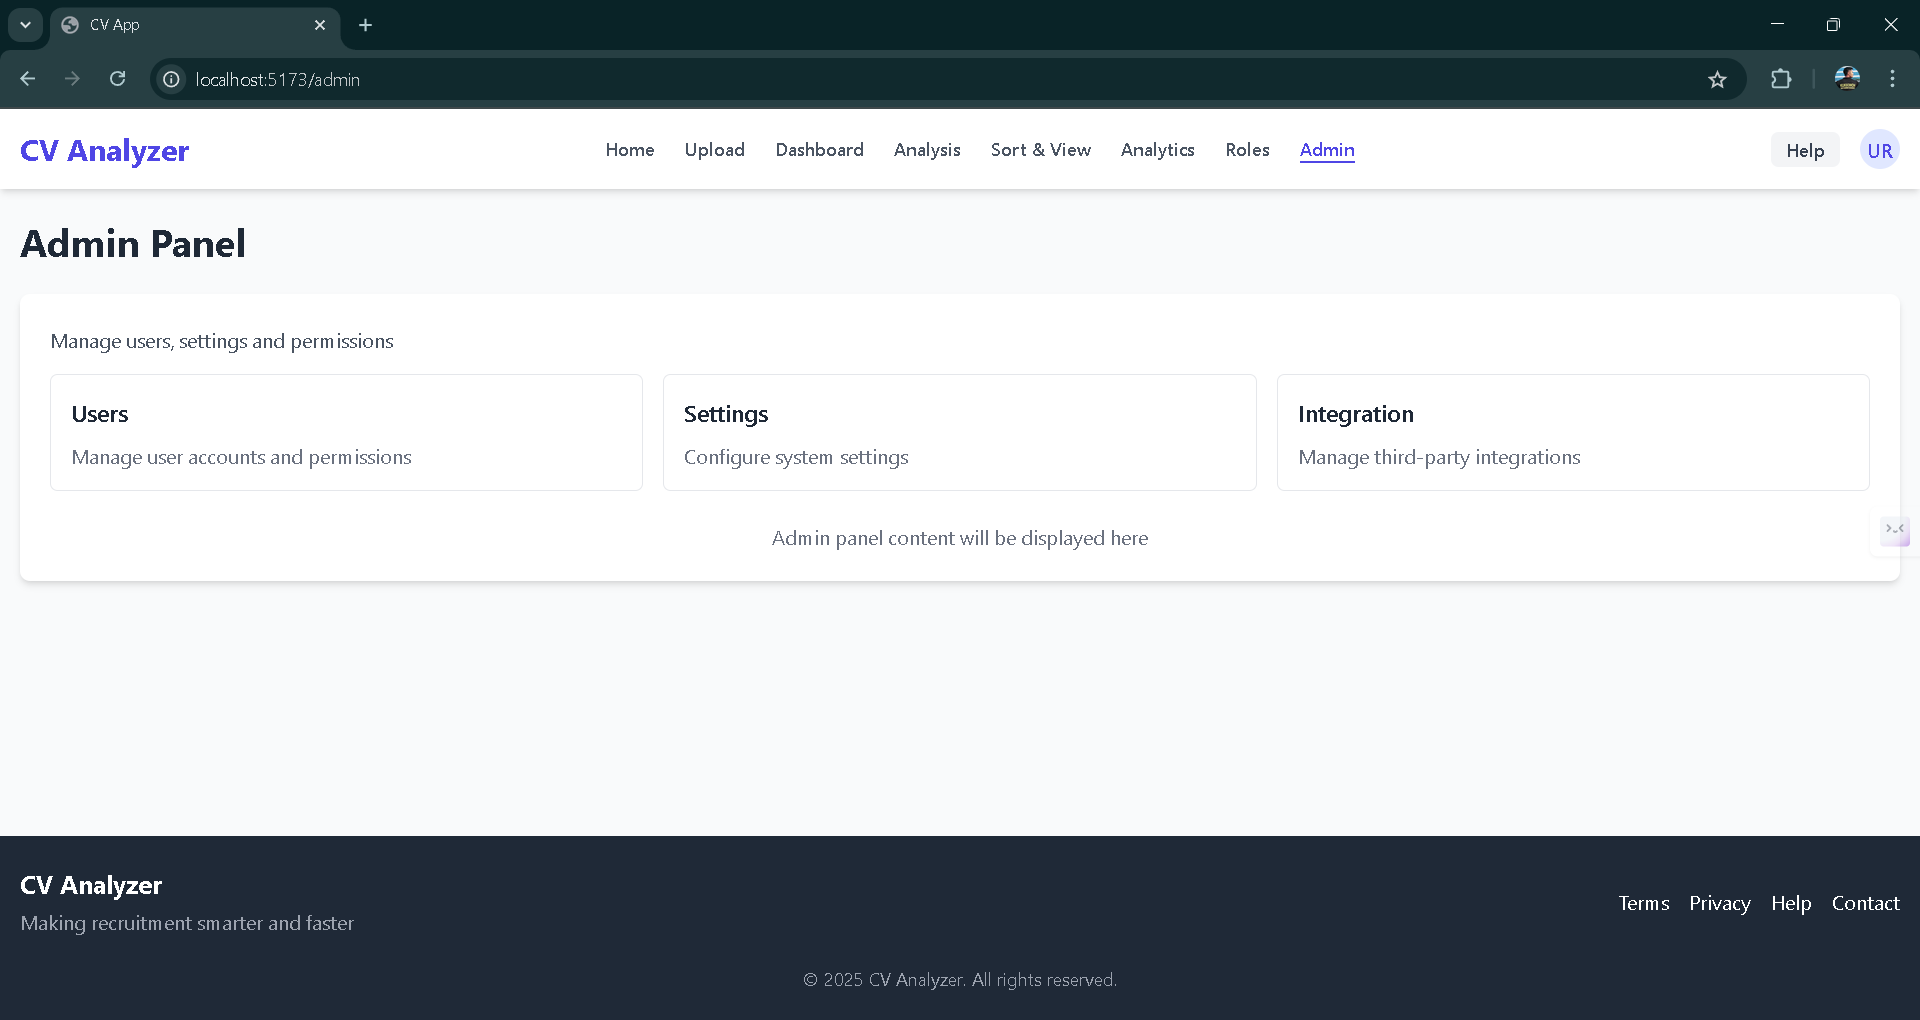 CV App
localhost:5173/admin
CV Analyzer
Home Upload Dashboard Analysis Sort & View Analytics Roles Admin
Help UR
Admin Panel
Manage users, settings and permissions
Users
Manage user accounts and permissions
Settings
Configure system settings
Integration
Manage third-party integrations
Admin panel content will be displayed here
CV Analyzer
Making recruitment smarter and faster
Terms Privacy Help Contact
© 2025 CV Analyzer. All rights reserved.